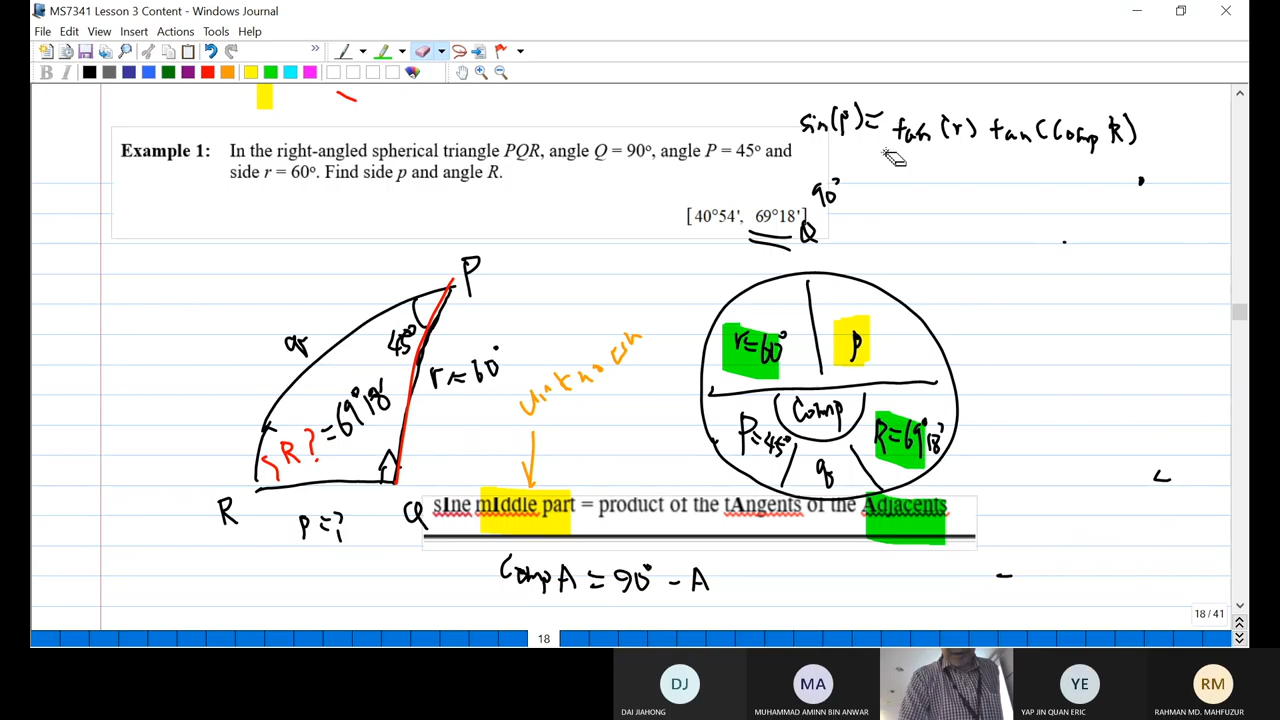 MS7341 Lesson 3 Content - Windows Journal
File Edit View Insert Actions Tools Help
B I
sin(p) = tan(r) tan(Comp R)
Example 1: In the right-angled spherical triangle PQR, angle Q = 90°, angle P = 45° and
side r = 60°. Find side p and angle R.
90°
[40°54', 69°18']
Q
P
45°
q
r = 60°
R? = 69°18'
unknown
r=60°
p
Comp
P=45°
R=69°18'
q
R
p=?
Q
sIne mIddle part = product of the tAngents of the Adjacents
Comp A = 90° - A
18 / 41
18
DJ
MA
YE
RM
DAI JIAHONG
MUHAMMAD AMINN BIN ANWAR
YAP JIN QUAN ERIC
RAHMAN MD. MAHFUZUR